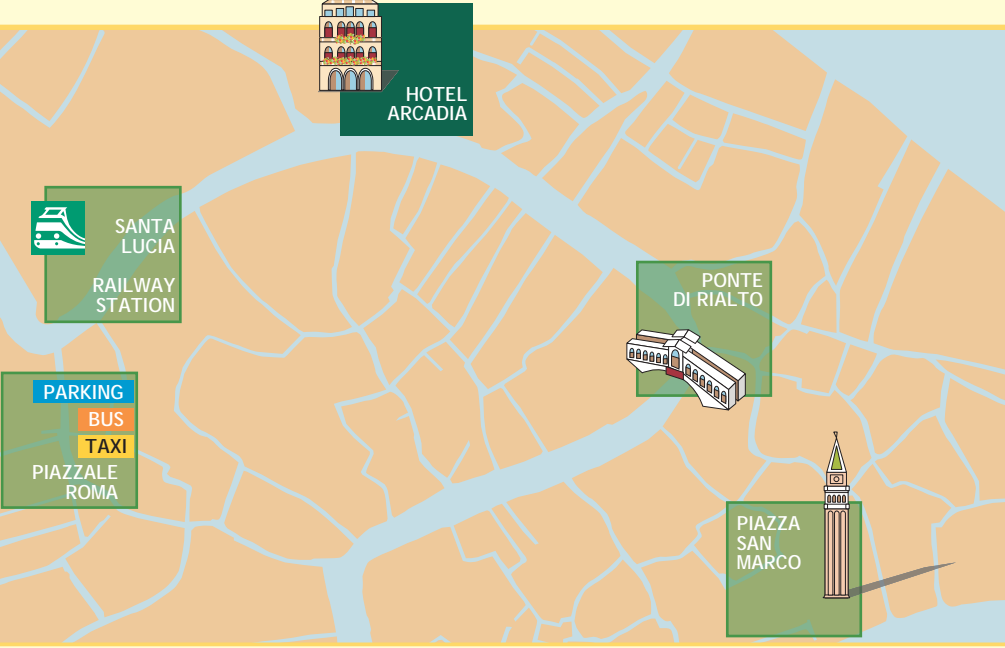 HOTEL
ARCADIA
SANTA
LUCIA
RAILWAY
STATION
PONTE
DI RIALTO
PARKING
BUS
TAXI
PIAZZALE
ROMA
PIAZZA
SAN
MARCO